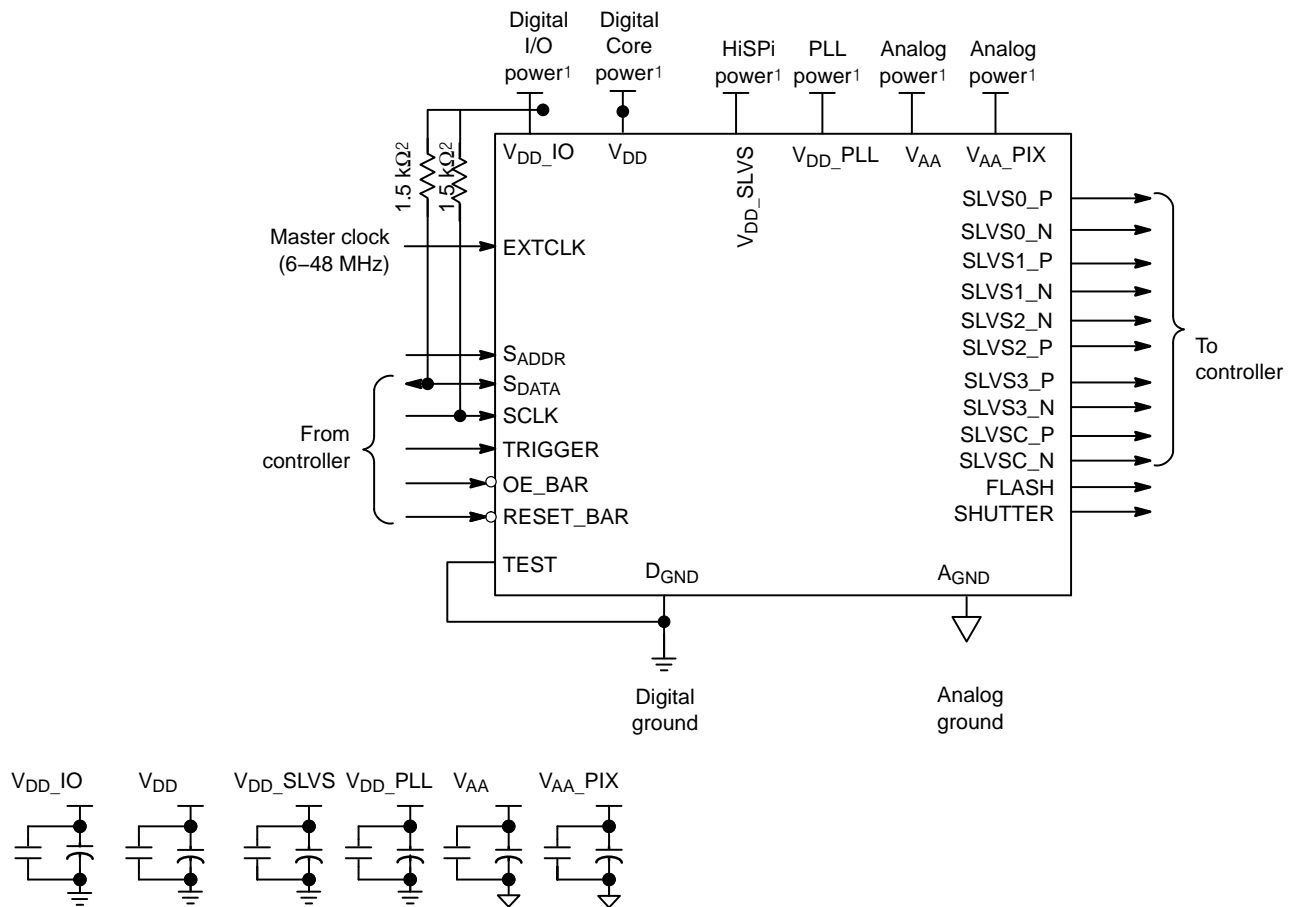 Digital
I/O
power1
Digital
Core
power1
HiSPi
power1
PLL
power1
Analog
power1
Analog
power1
1.5 kΩ2
1.5 kΩ2
VDD_IO
VDD
VDD_SLVS
VDD_PLL
VAA
VAA_PIX
Master clock
(6–48 MHz)
EXTCLK
SADDR
SDATA
SCLK
TRIGGER
OE_BAR
RESET_BAR
TEST
From
controller
SLVS0_P
SLVS0_N
SLVS1_P
SLVS1_N
SLVS2_N
SLVS2_P
SLVS3_P
SLVS3_N
SLVSC_P
SLVSC_N
FLASH
SHUTTER
To
controller
DGND
AGND
Digital
ground
Analog
ground
VDD_IO
VDD
VDD_SLVS
VDD_PLL
VAA
VAA_PIX